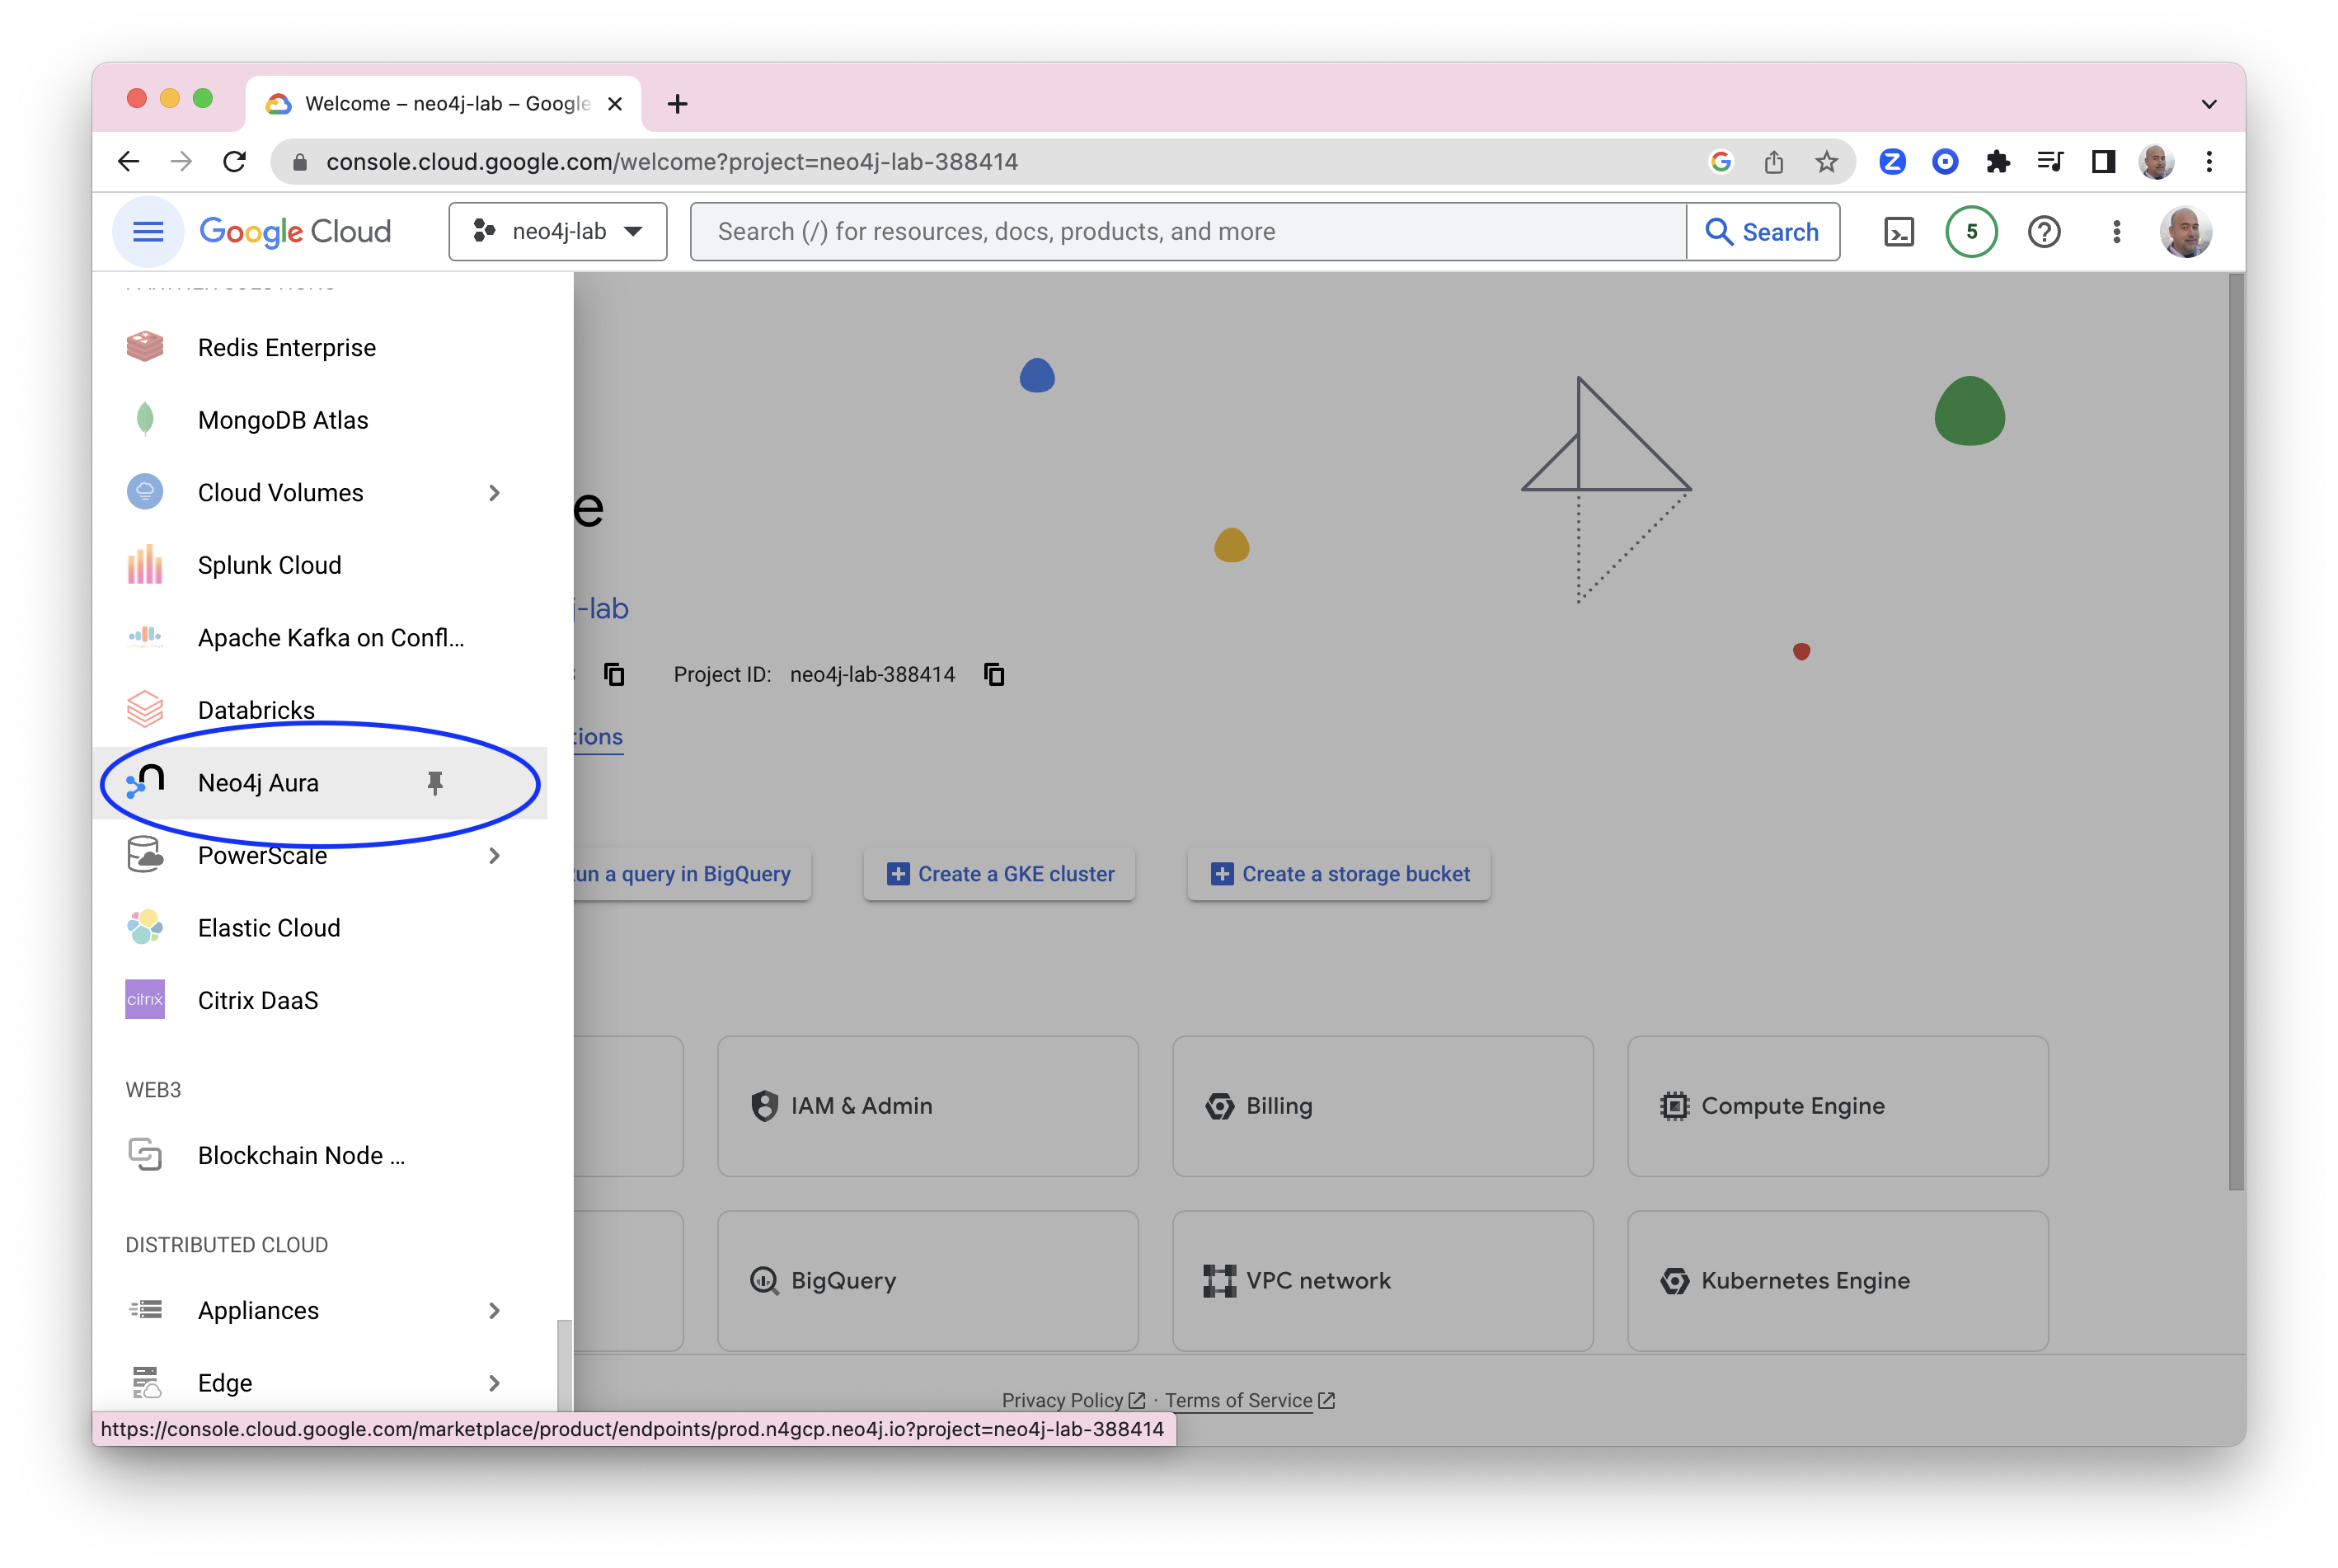 Welcome – neo4j-lab – Google
console.cloud.google.com/welcome?project=neo4j-lab-388414
Google Cloud
neo4j-lab
Search (/) for resources, docs, products, and more
Search
5
PARTNER SOLUTIONS
Redis Enterprise
MongoDB Atlas
Cloud Volumes
Splunk Cloud
Apache Kafka on Confl...
Databricks
Neo4j Aura
PowerScale
Elastic Cloud
citrix
Citrix DaaS
WEB3
Blockchain Node ...
DISTRIBUTED CLOUD
Appliances
Edge
e
j-lab
Project ID: neo4j-lab-388414
tions
un a query in BigQuery
Create a GKE cluster
Create a storage bucket
IAM & Admin
Billing
Compute Engine
BigQuery
VPC network
Kubernetes Engine
Privacy Policy · Terms of Service
https://console.cloud.google.com/marketplace/product/endpoints/prod.n4gcp.neo4j.io?project=neo4j-lab-388414